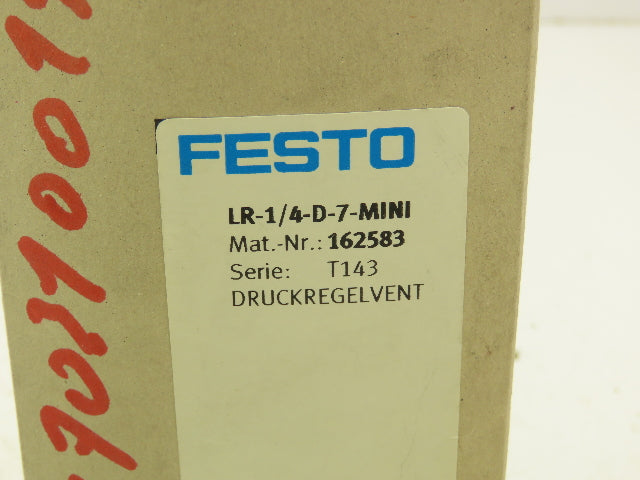 FESTO
LR-1/4-D-7-MINI
Mat.-Nr.: 162583
Serie: T143
DRUCKREGELVENT